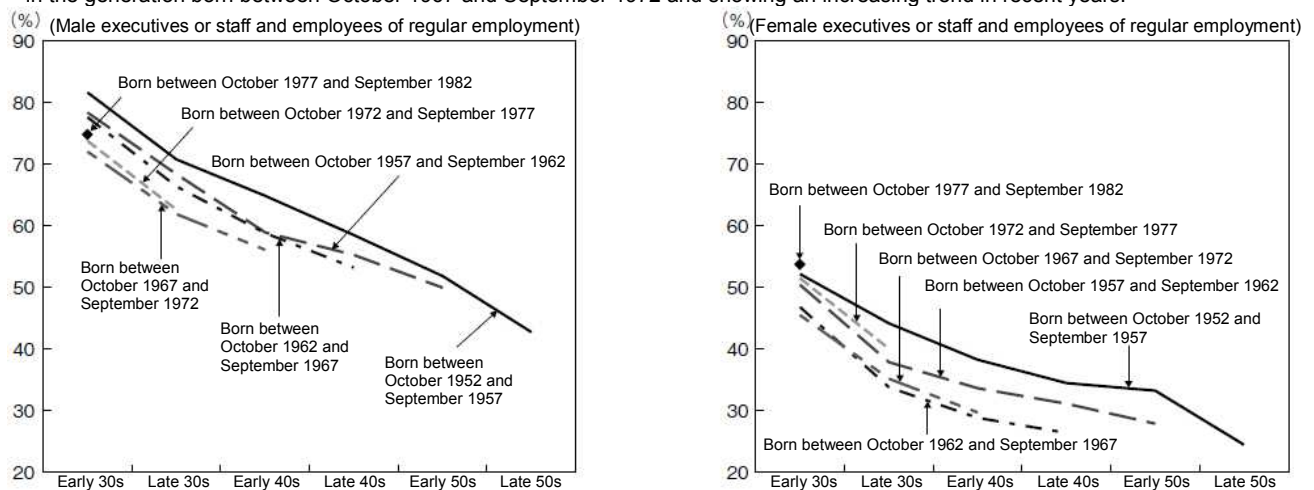 in the generation born between October 1967 and September 1972 and showing an increasing trend in recent years.
(%) (Male executives or staff and employees of regular employment)
90
80
70
60
50
40
30
20
Born between October 1977 and September 1982
Born between October 1972 and September 1977
Born between October 1957 and September 1962
Born between
October 1967 and
September 1972
Born between
October 1962 and
September 1967
Born between
October 1952 and
September 1957
Early 30s Late 30s Early 40s Late 40s Early 50s Late 50s
(%)
(Female executives or staff and employees of regular employment)
90
80
70
60
50
40
30
20
Born between October 1977 and September 1982
Born between October 1972 and September 1977
Born between October 1967 and September 1972
Born between October 1957 and September 1962
Born between October 1952 and
September 1957
Born between October 1962 and September 1967
Early 30s Late 30s Early 40s Late 40s Early 50s Late 50s